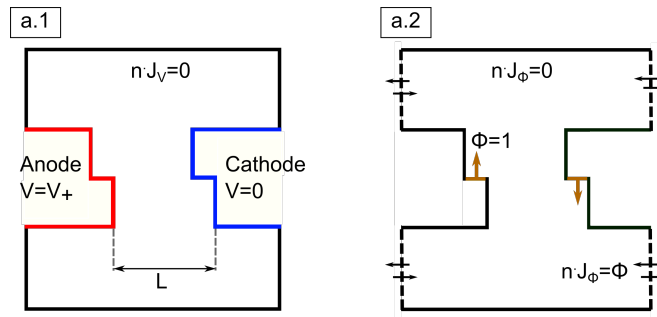 a.1
n·J_V=0
Anode
V=V₊
Cathode
V=0
L
a.2
n·J_Φ=0
Φ=1
n·J_Φ=Φ